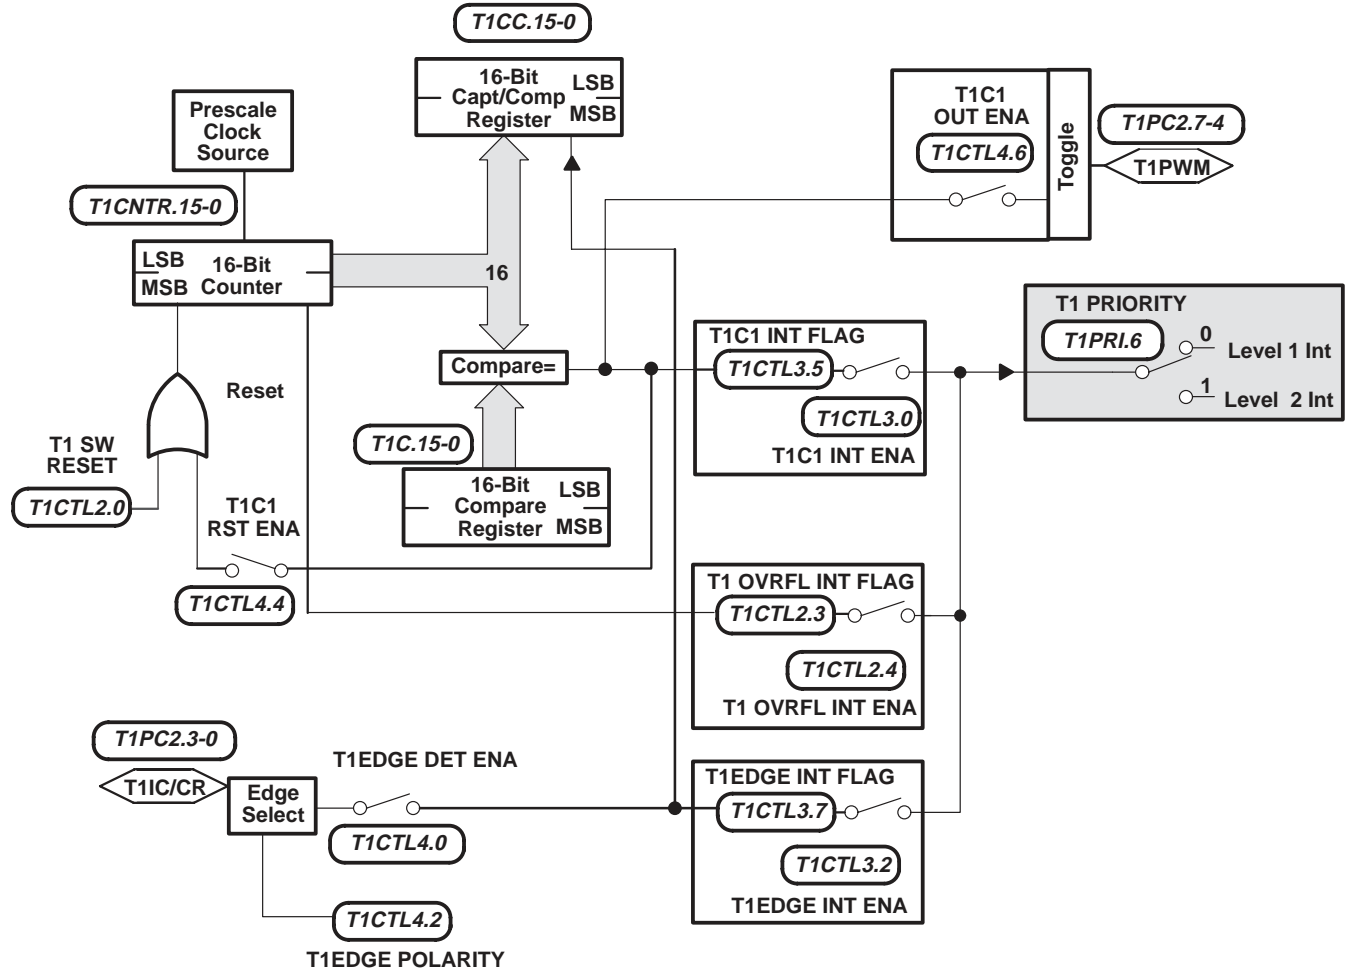 T1CC.15-0
16-Bit
Capt/Comp
Register
LSB
MSB
Prescale
Clock
Source
T1CNTR.15-0
LSB
MSB
16-Bit
Counter
16
T1C1
OUT ENA
T1CTL4.6
Toggle
T1PC2.7-4
T1PWM
T1 PRIORITY
T1PRI.6
0
Level 1 Int
1
Level 2 Int
T1C1 INT FLAG
T1CTL3.5
T1CTL3.0
T1C1 INT ENA
Compare=
Reset
T1C.15-0
16-Bit
Compare
Register
LSB
MSB
T1 SW
RESET
T1CTL2.0
T1C1
RST ENA
T1CTL4.4
T1 OVRFL INT FLAG
T1CTL2.3
T1CTL2.4
T1 OVRFL INT ENA
T1PC2.3-0
T1IC/CR
Edge
Select
T1EDGE DET ENA
T1CTL4.0
T1EDGE INT FLAG
T1CTL3.7
T1CTL3.2
T1EDGE INT ENA
T1CTL4.2
T1EDGE POLARITY